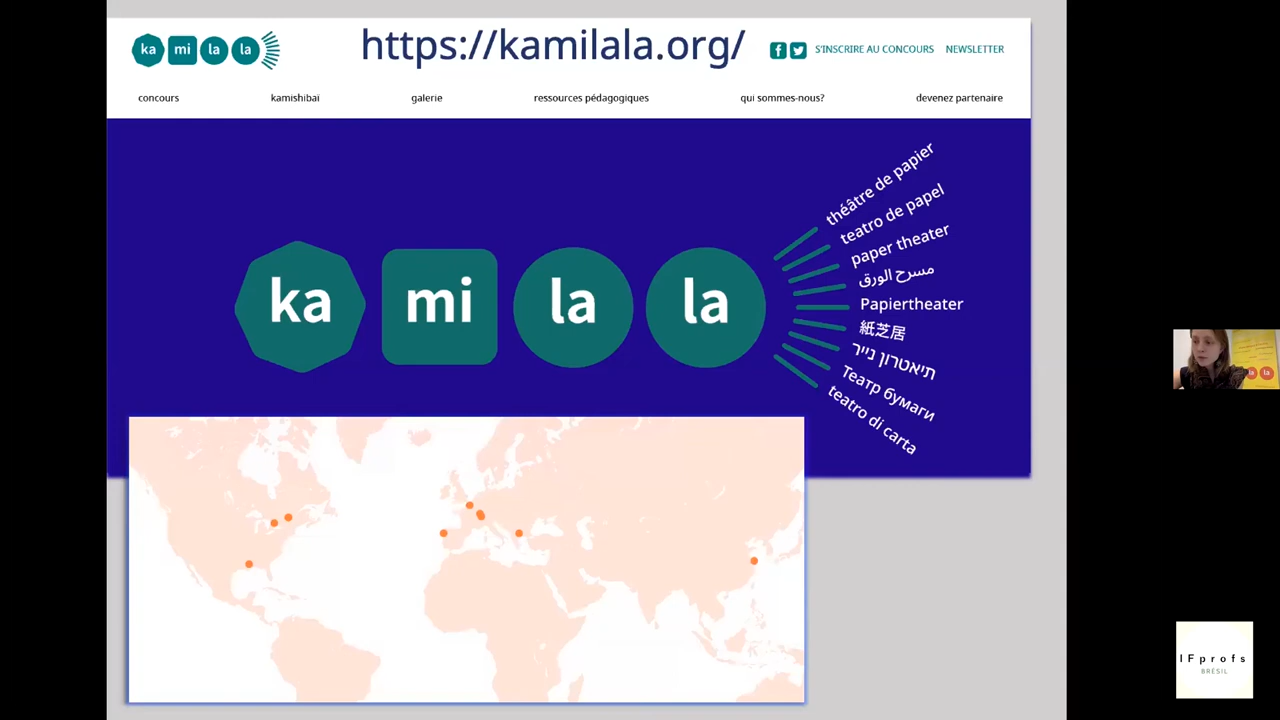 ka mi la la
https://kamilala.org/
S'INSCRIRE AU CONCOURS NEWSLETTER
concours kamishibaï galerie ressources pédagogiques qui sommes-nous? devenez partenaire
ka mi la la
théâtre de papier
teatro de papel
paper theater
مسرح الورق
Papiertheater
紙芝居
תיאטרון נייר
Театр бумаги
teatro di carta
la
IFprofs
BRÉSIL